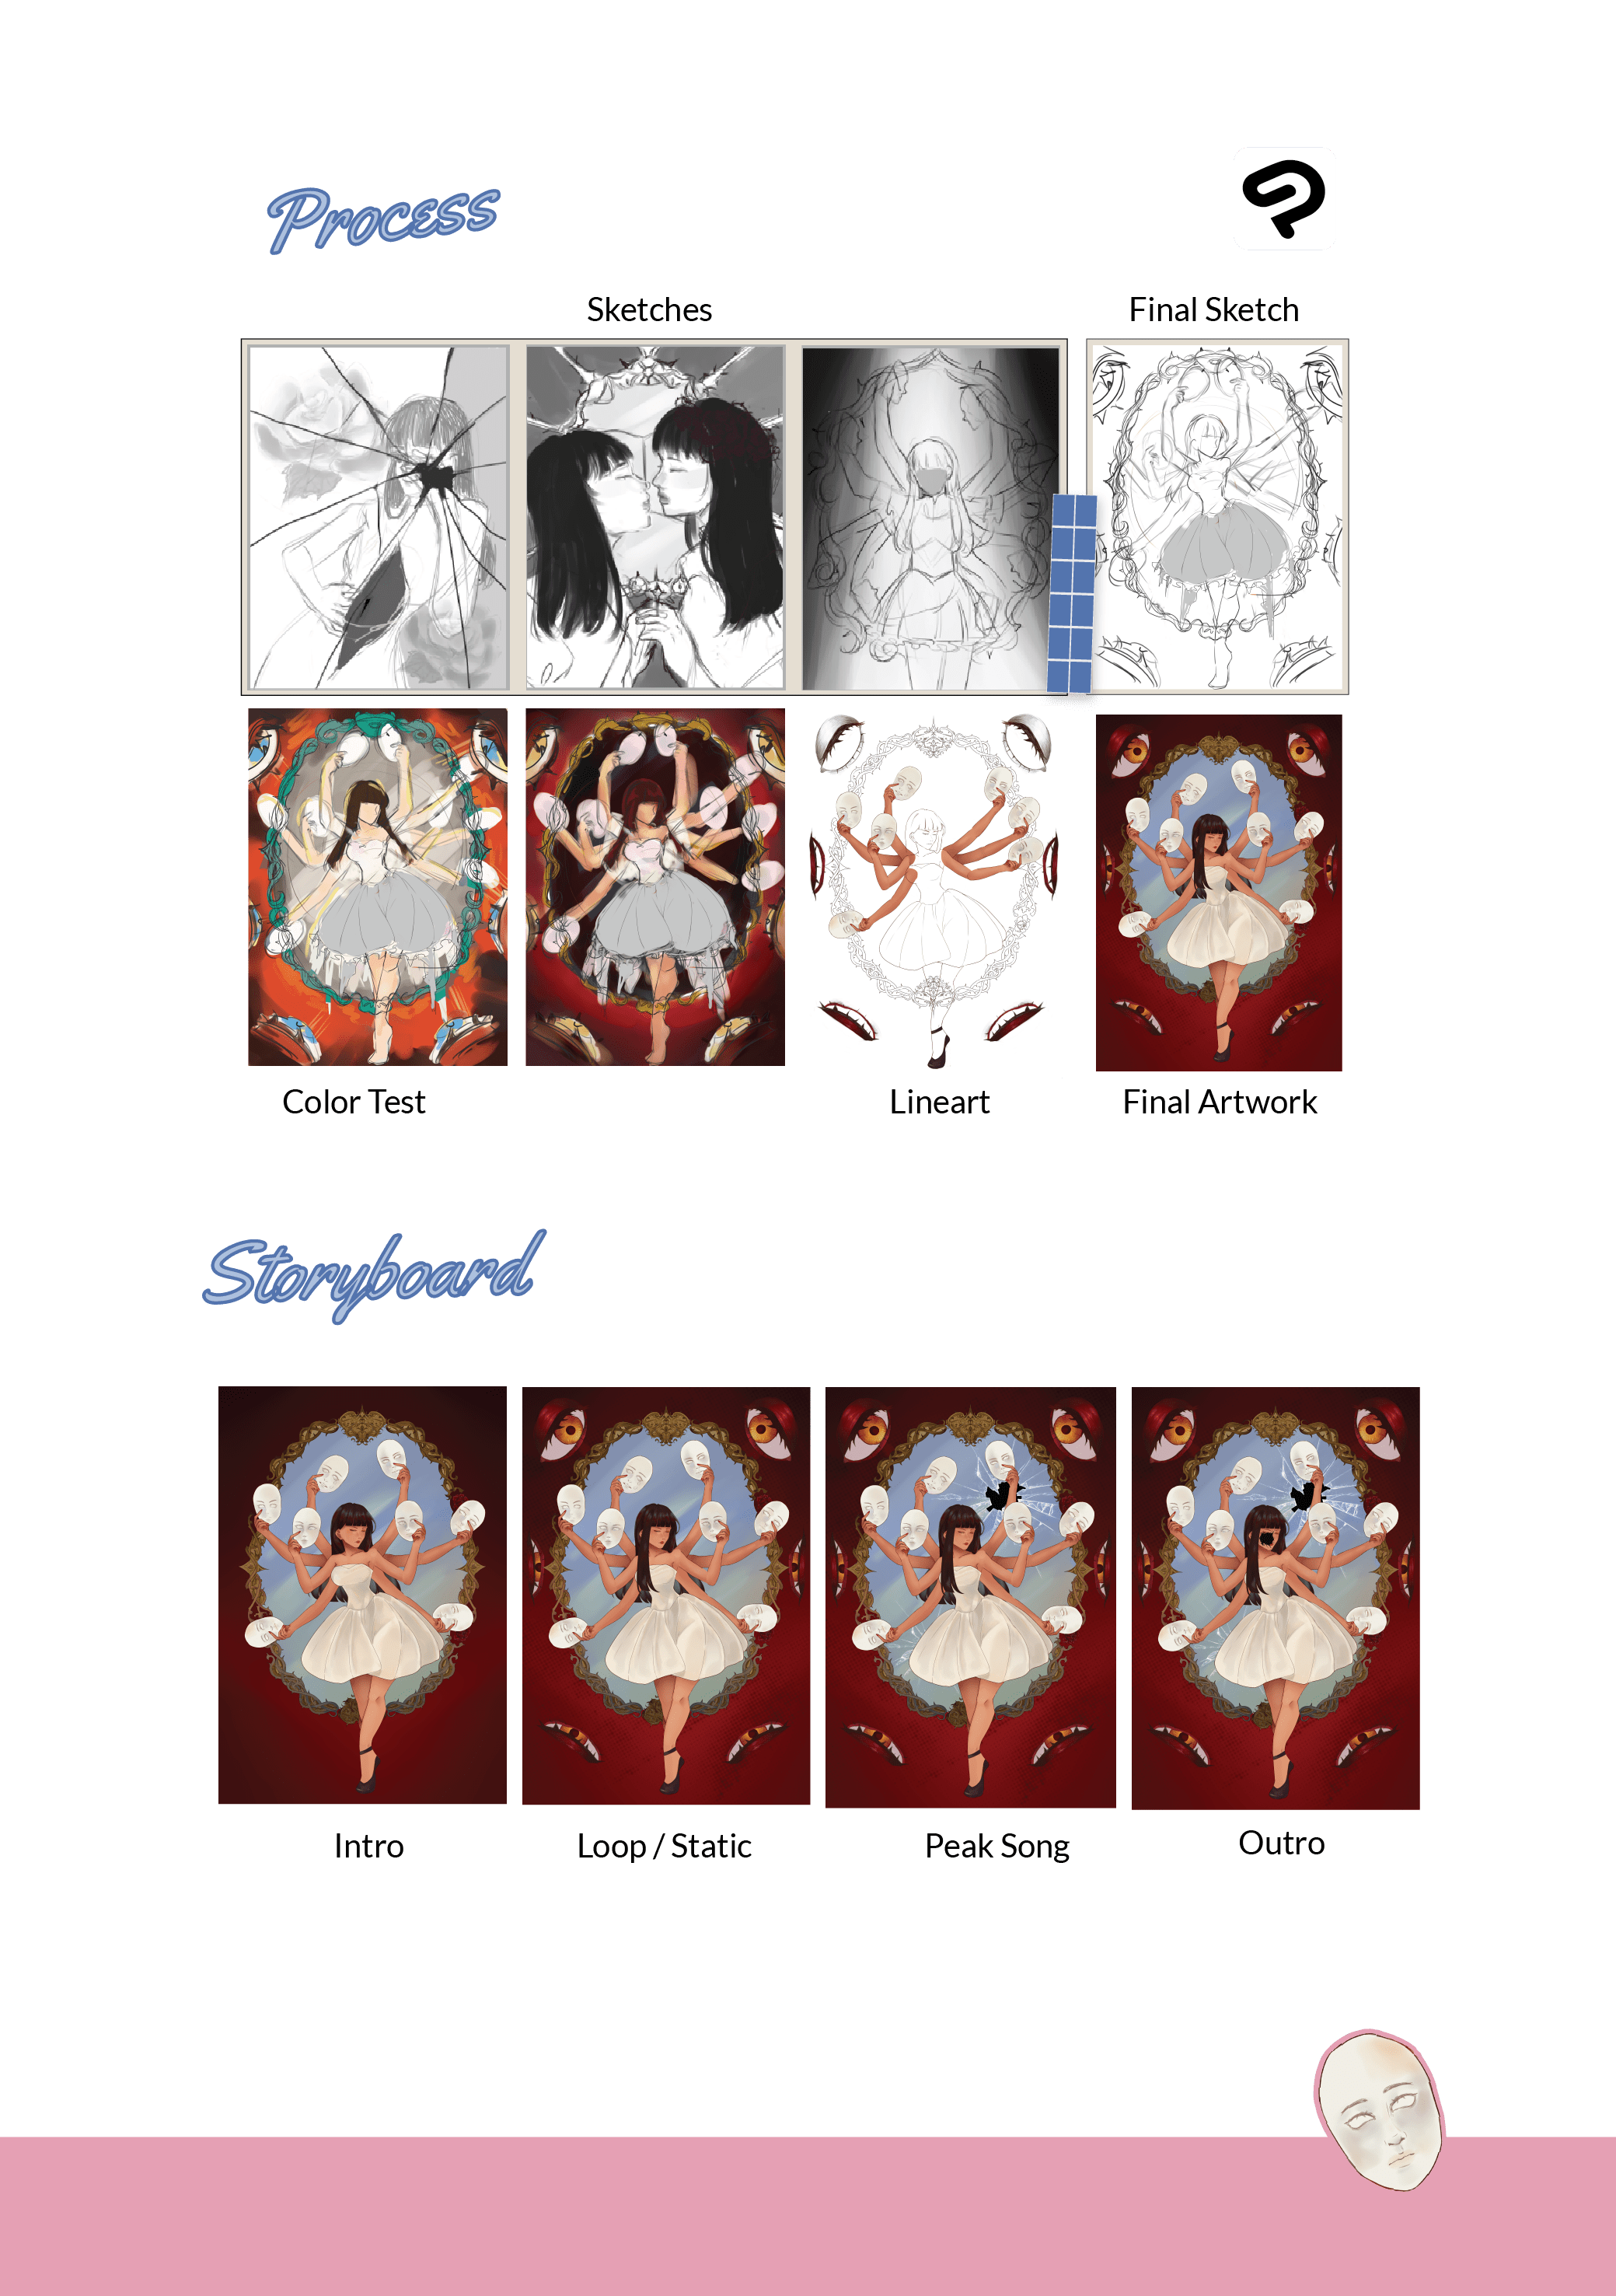 Process
Sketches
Final Sketch
Color Test
Lineart
Final Artwork
Storyboard
Intro
Loop / Static
Peak Song
Outro